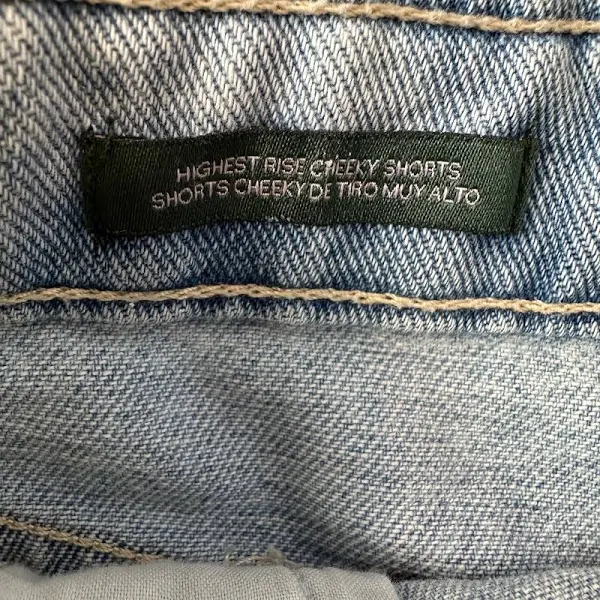 HIGHEST RISE CHEEKY SHORTS
SHORTS CHEEKY DE TIRO MUY ALTO